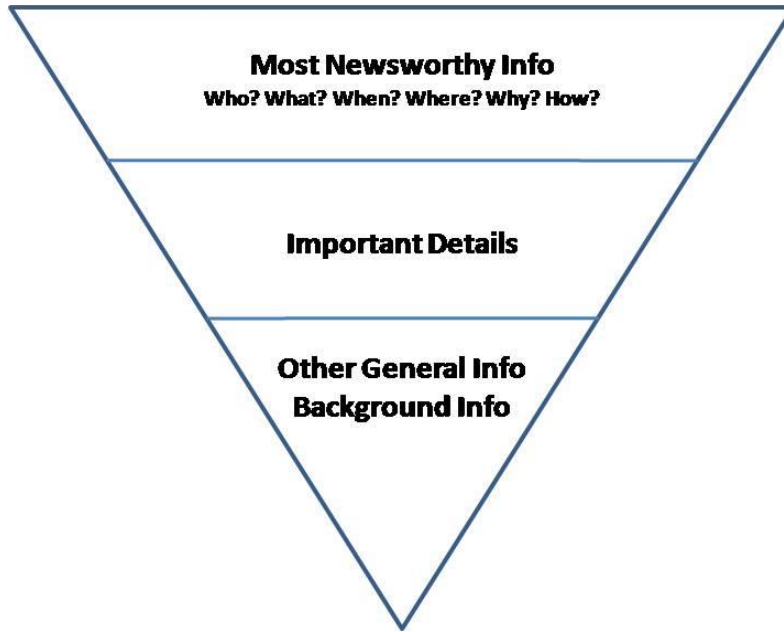 Most Newsworthy Info
Who? What? When? Where? Why? How?
Important Details
Other General Info
Background Info